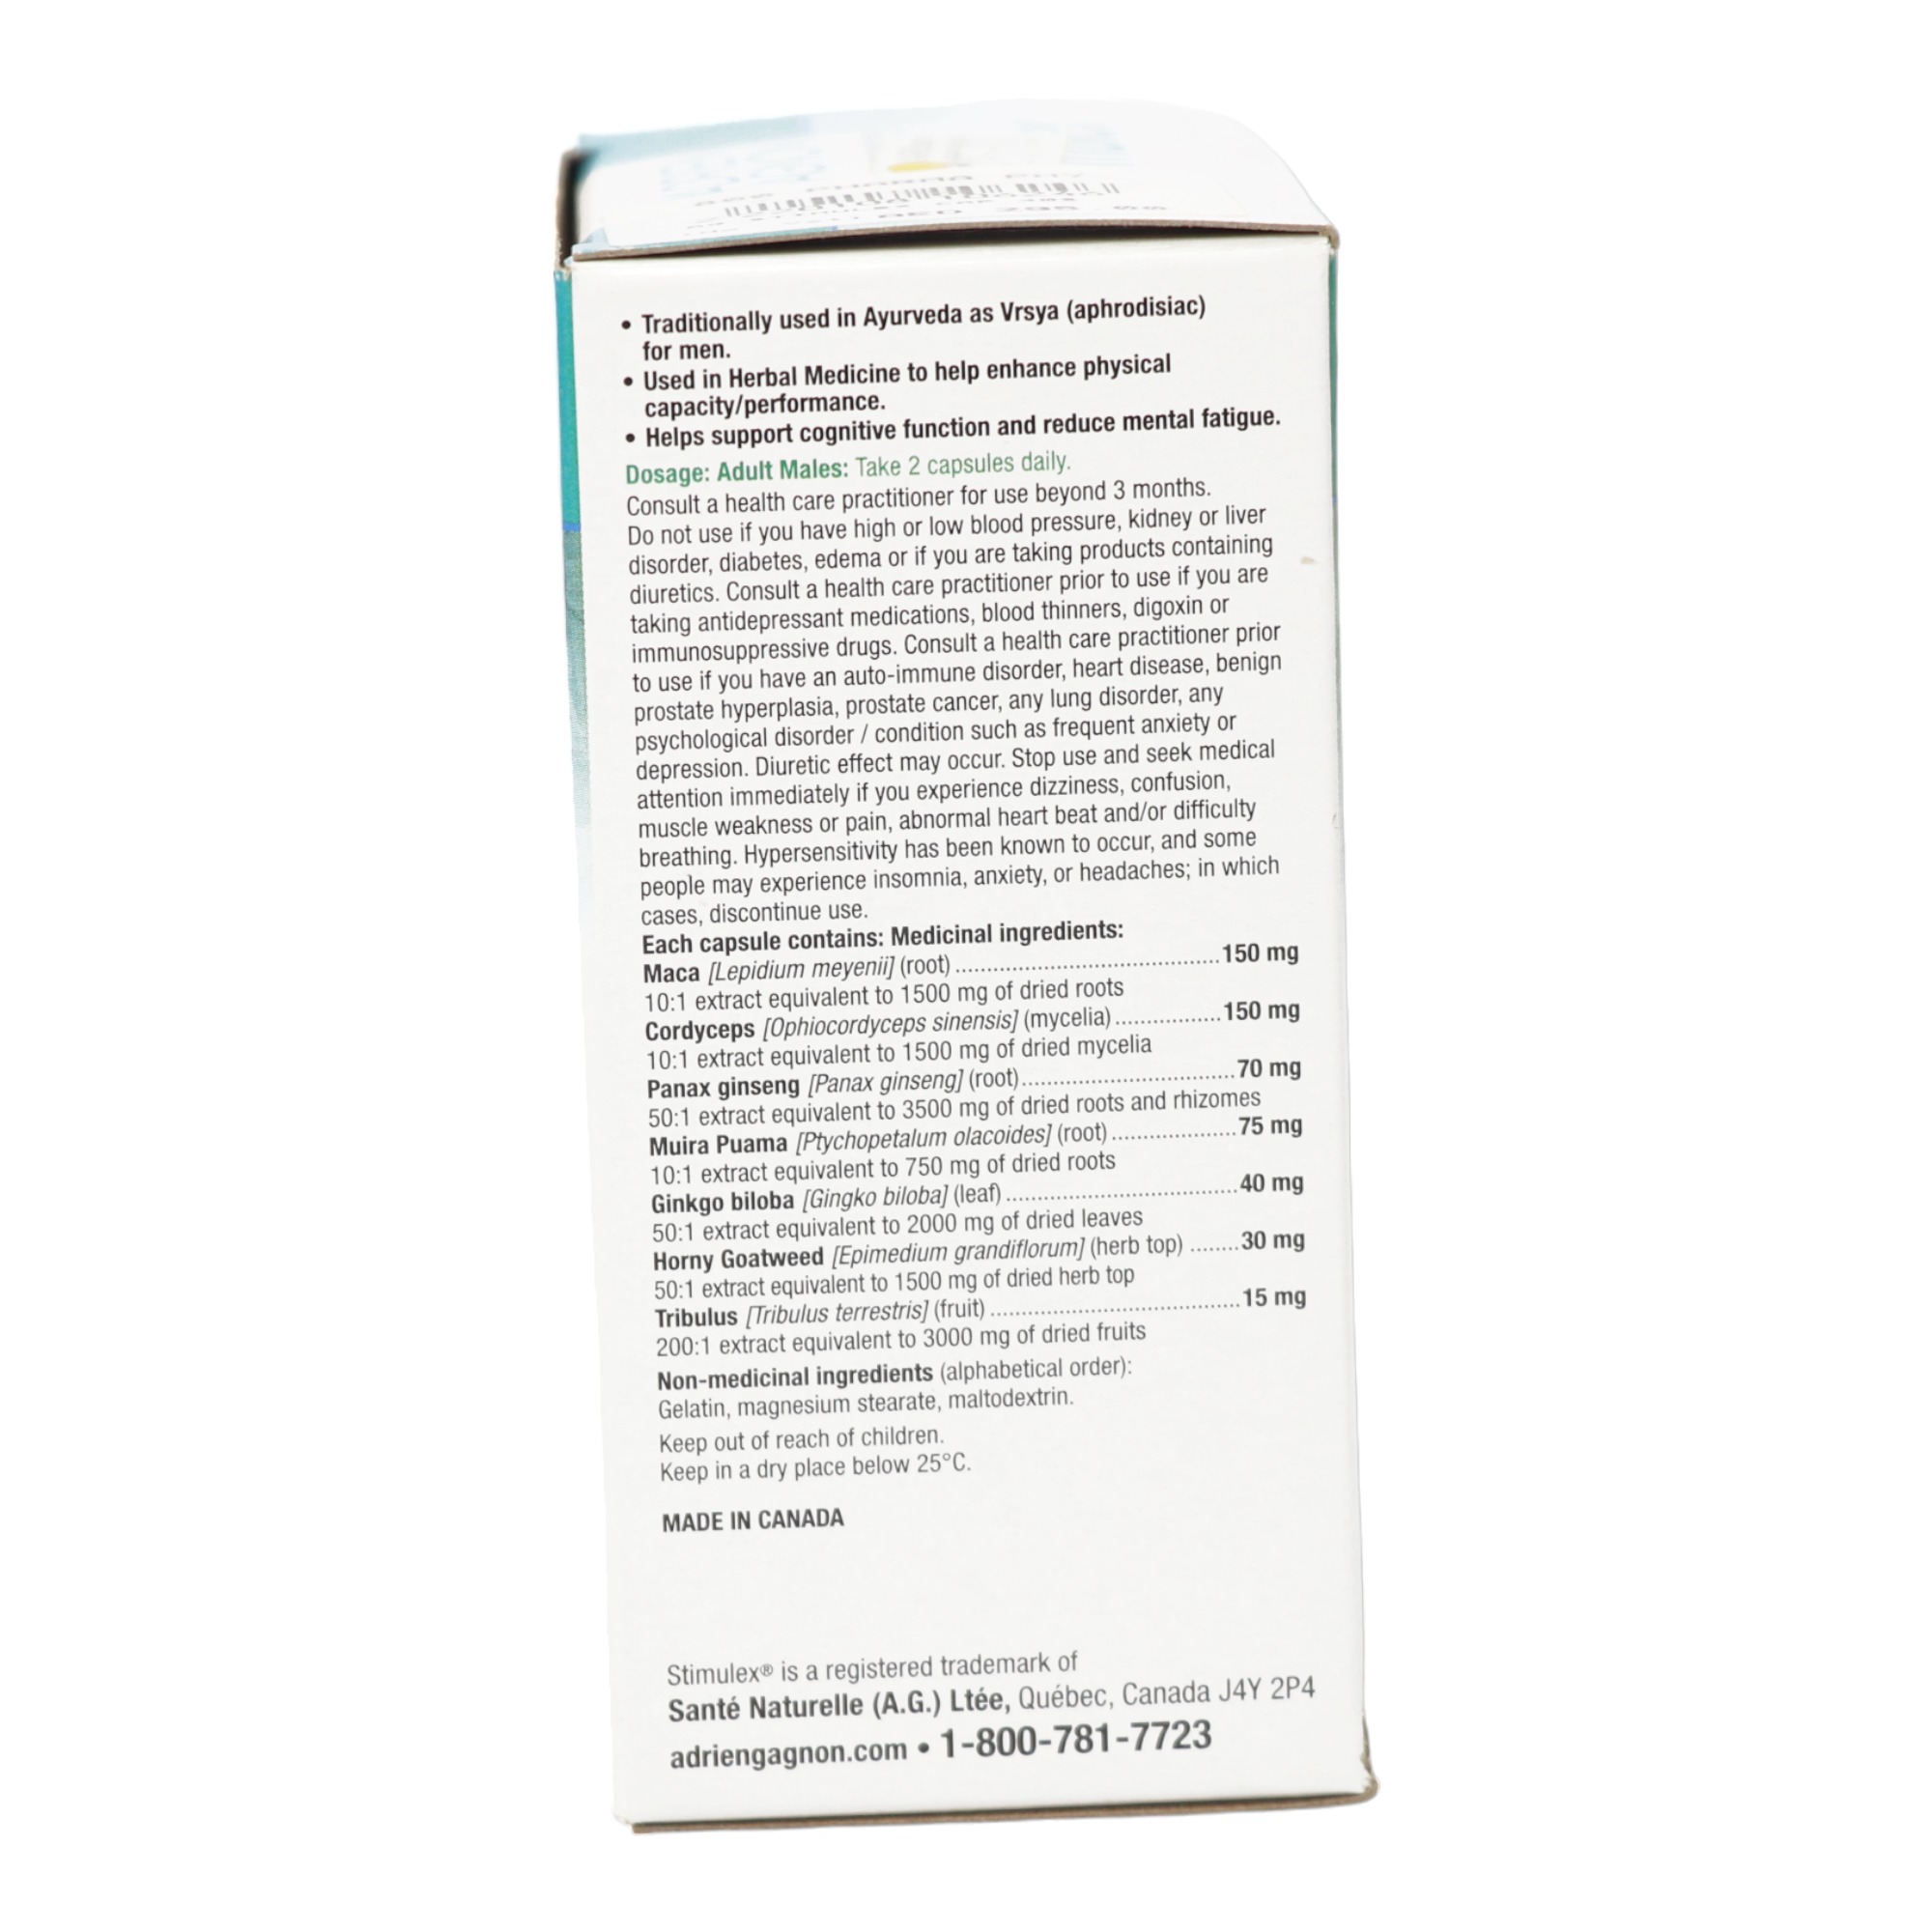 • Traditionally used in Ayurveda as Vrsya (aphrodisiac)
for men.
• Used in Herbal Medicine to help enhance physical
capacity/performance.
• Helps support cognitive function and reduce mental fatigue.
Dosage: Adult Males: Take 2 capsules daily.
Consult a health care practitioner for use beyond 3 months.
Do not use if you have high or low blood pressure, kidney or liver
disorder, diabetes, edema or if you are taking products containing
diuretics. Consult a health care practitioner prior to use if you are
taking antidepressant medications, blood thinners, digoxin or
immunosuppressive drugs. Consult a health care practitioner prior
to use if you have an auto-immune disorder, heart disease, benign
prostate hyperplasia, prostate cancer, any lung disorder, any
psychological disorder / condition such as frequent anxiety or
depression. Diuretic effect may occur. Stop use and seek medical
attention immediately if you experience dizziness, confusion,
muscle weakness or pain, abnormal heart beat and/or difficulty
breathing. Hypersensitivity has been known to occur, and some
people may experience insomnia, anxiety, or headaches; in which
cases, discontinue use.
Each capsule contains: Medicinal ingredients:
Maca [Lepidium meyenii] (root) ..........................................150 mg
10:1 extract equivalent to 1500 mg of dried roots
Cordyceps [Ophiocordyceps sinensis] (mycelia) .................150 mg
10:1 extract equivalent to 1500 mg of dried mycelia
Panax ginseng [Panax ginseng] (root)..................................70 mg
50:1 extract equivalent to 3500 mg of dried roots and rhizomes
Muira Puama [Ptychopetalum olacoides] (root) ....................75 mg
10:1 extract equivalent to 750 mg of dried roots
Ginkgo biloba [Gingko biloba] (leaf) .....................................40 mg
50:1 extract equivalent to 2000 mg of dried leaves
Horny Goatweed [Epimedium grandiflorum] (herb top) ........30 mg
50:1 extract equivalent to 1500 mg of dried herb top
Tribulus [Tribulus terrestris] (fruit) ........................................15 mg
200:1 extract equivalent to 3000 mg of dried fruits
Non-medicinal ingredients (alphabetical order):
Gelatin, magnesium stearate, maltodextrin.
Keep out of reach of children.
Keep in a dry place below 25°C.
MADE IN CANADA
Stimulex® is a registered trademark of
Santé Naturelle (A.G.) Ltée, Québec, Canada J4Y 2P4
adriengagnon.com • 1-800-781-7723